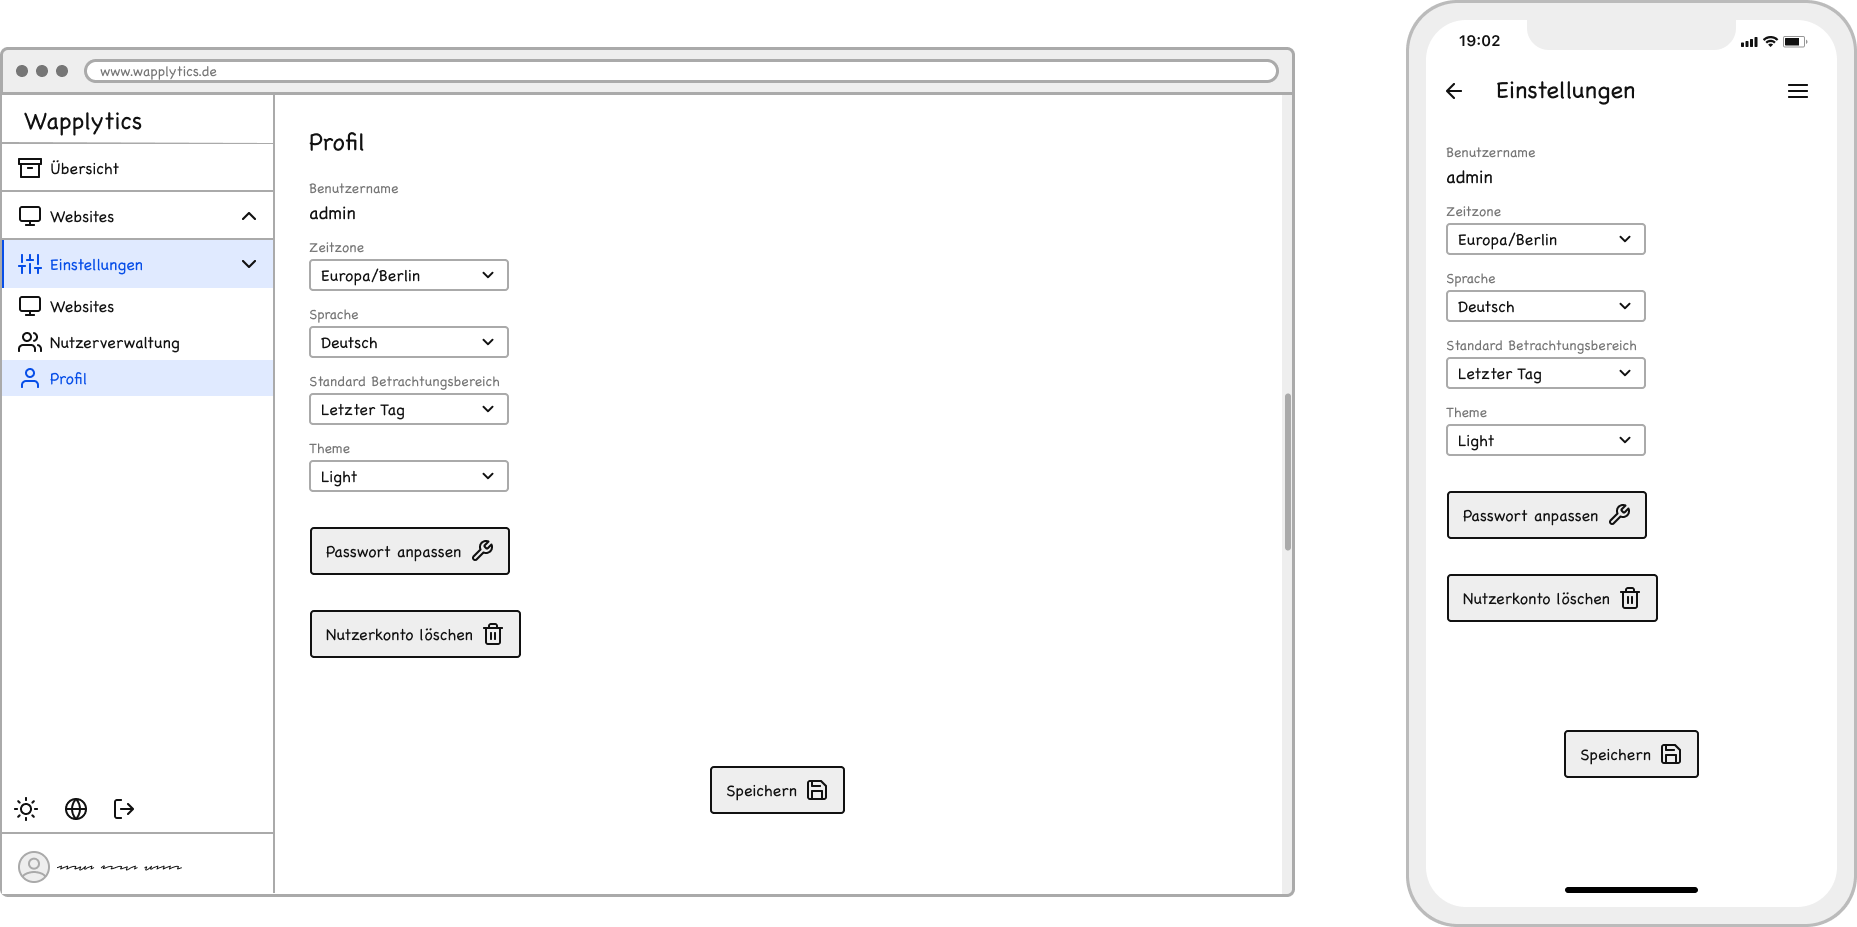 www.wapplytics.de
Wapplytics
Übersicht
Websites
Einstellungen
Websites
Nutzerverwaltung
Profil
Profil
Benutzername
admin
Zeitzone
Europa/Berlin
Sprache
Deutsch
Standard Betrachtungsbereich
Letzter Tag
Theme
Light
Passwort anpassen
Nutzerkonto löschen
Speichern
19:02
Einstellungen
Benutzername
admin
Zeitzone
Europa/Berlin
Sprache
Deutsch
Standard Betrachtungsbereich
Letzter Tag
Theme
Light
Passwort anpassen
Nutzerkonto löschen
Speichern